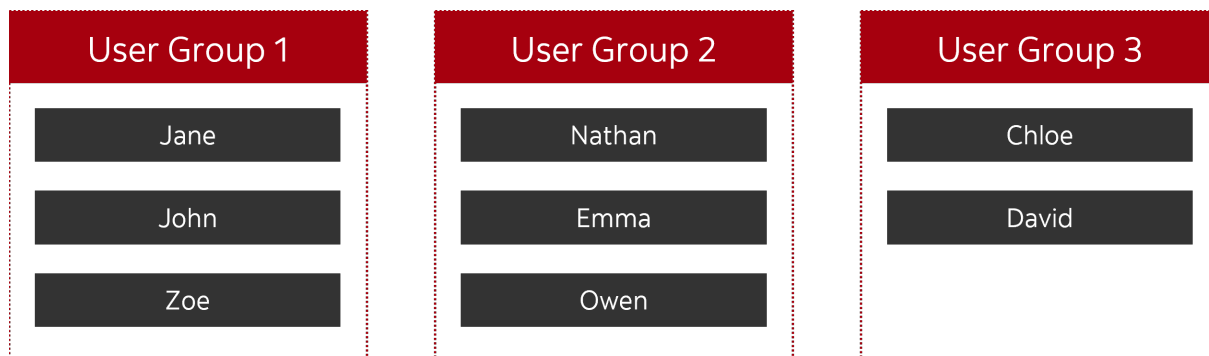 User Group 1
Jane
John
Zoe
User Group 2
Nathan
Emma
Owen
User Group 3
Chloe
David